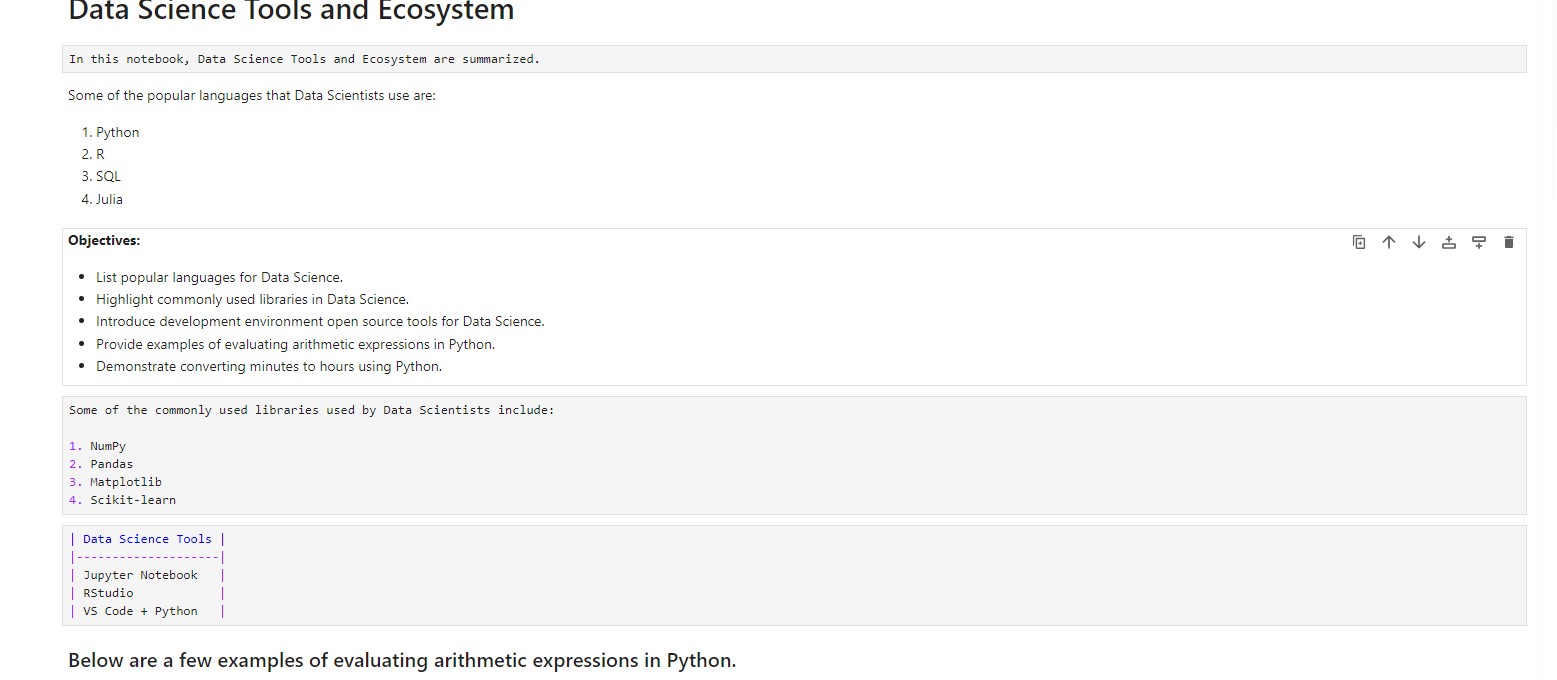 Data Science Tools and Ecosystem
In this notebook, Data Science Tools and Ecosystem are summarized.
Some of the popular languages that Data Scientists use are:
1. Python
2. R
3. SQL
4. Julia
Objectives:
• List popular languages for Data Science.
• Highlight commonly used libraries in Data Science.
• Introduce development environment open source tools for Data Science.
• Provide examples of evaluating arithmetic expressions in Python.
• Demonstrate converting minutes to hours using Python.
Some of the commonly used libraries used by Data Scientists include:
1. NumPy
2. Pandas
3. Matplotlib
4. Scikit-learn
| Data Science Tools |
|--------------------|
| Jupyter Notebook   |
| RStudio            |
| VS Code + Python   |
Below are a few examples of evaluating arithmetic expressions in Python.